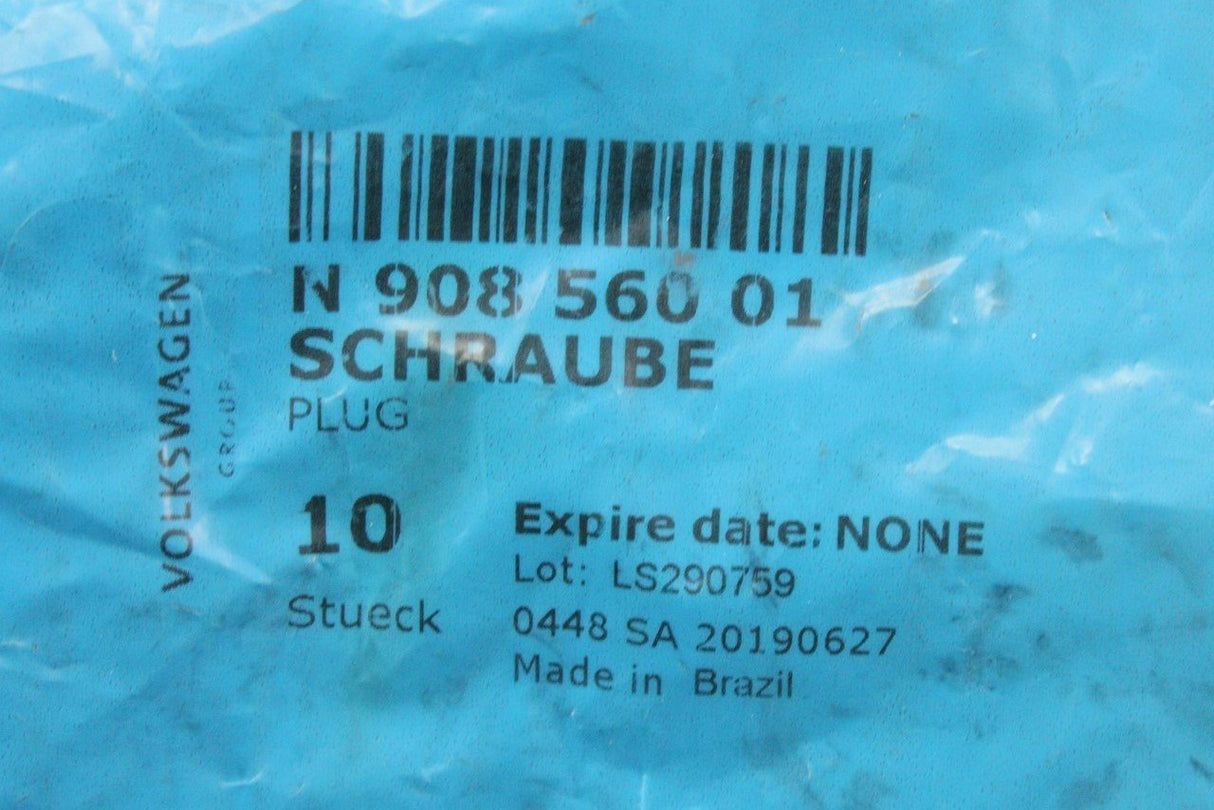 N 908 560 01
SCHRAUBE
PLUG
VOLKSWAGEN
GROUP
10
Stueck
Expire date: NONE
Lot: LS290759
0448 SA 20190627
Made in Brazil